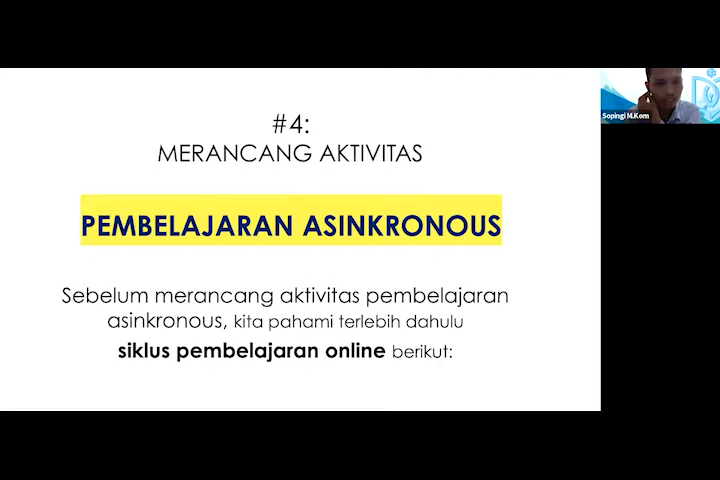 #4:
MERANCANG AKTIVITAS
PEMBELAJARAN ASINKRONOUS
Sebelum merancang aktivitas pembelajaran
asinkronous, kita pahami terlebih dahulu
siklus pembelajaran online berikut:
Sopingi M.Kom